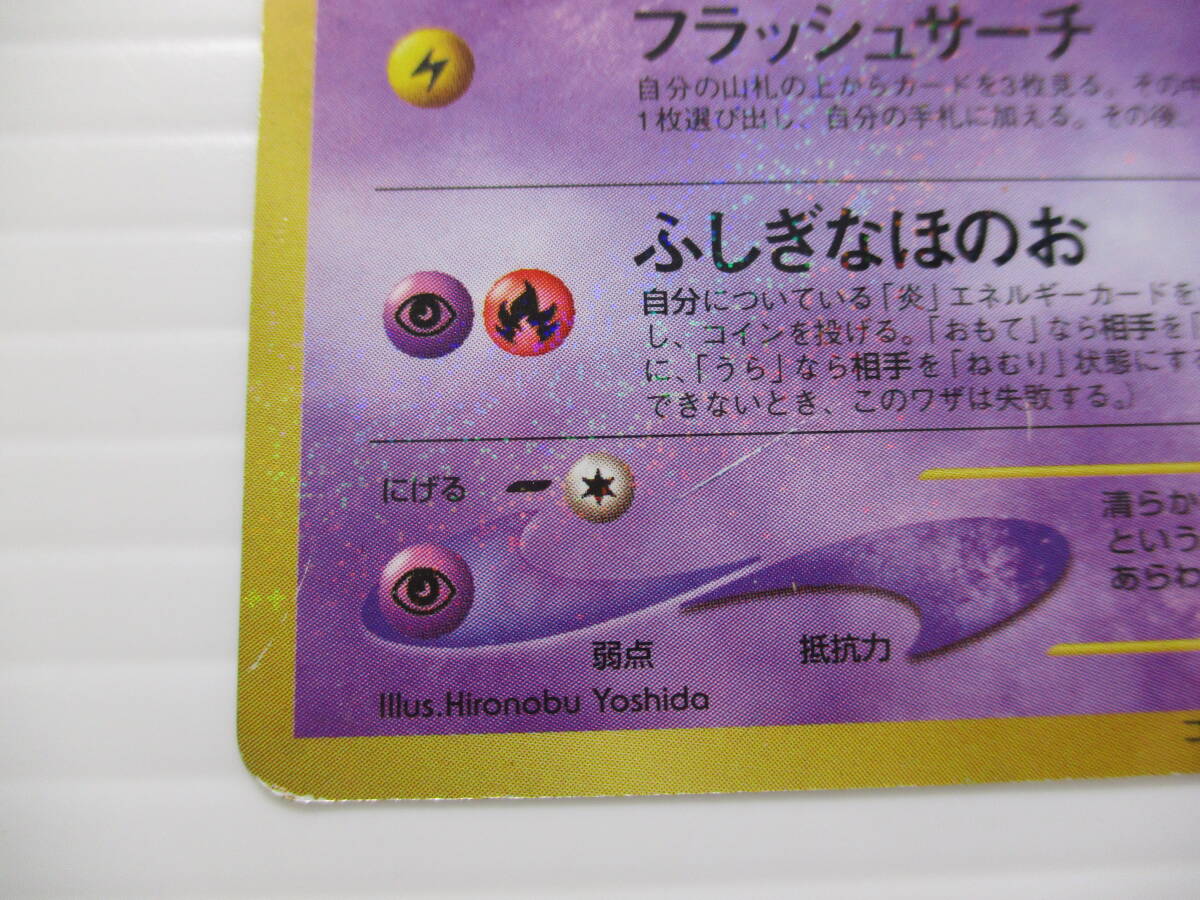 フラッシュサーチ
自分の山札の上からカードを3枚見る。その中
1枚選び出し、自分の手札に加える。その後、
ふしぎなほのお
自分についている「炎」エネルギーカードを
し、コインを投げる。「おもて」なら相手を「
に、「うら」なら相手を「ねむり」状態にす
できないとき、このワザは失敗する。）
にげる
清らか
という
あらわ
弱点
抵抗力
Illus.Hironobu Yoshida